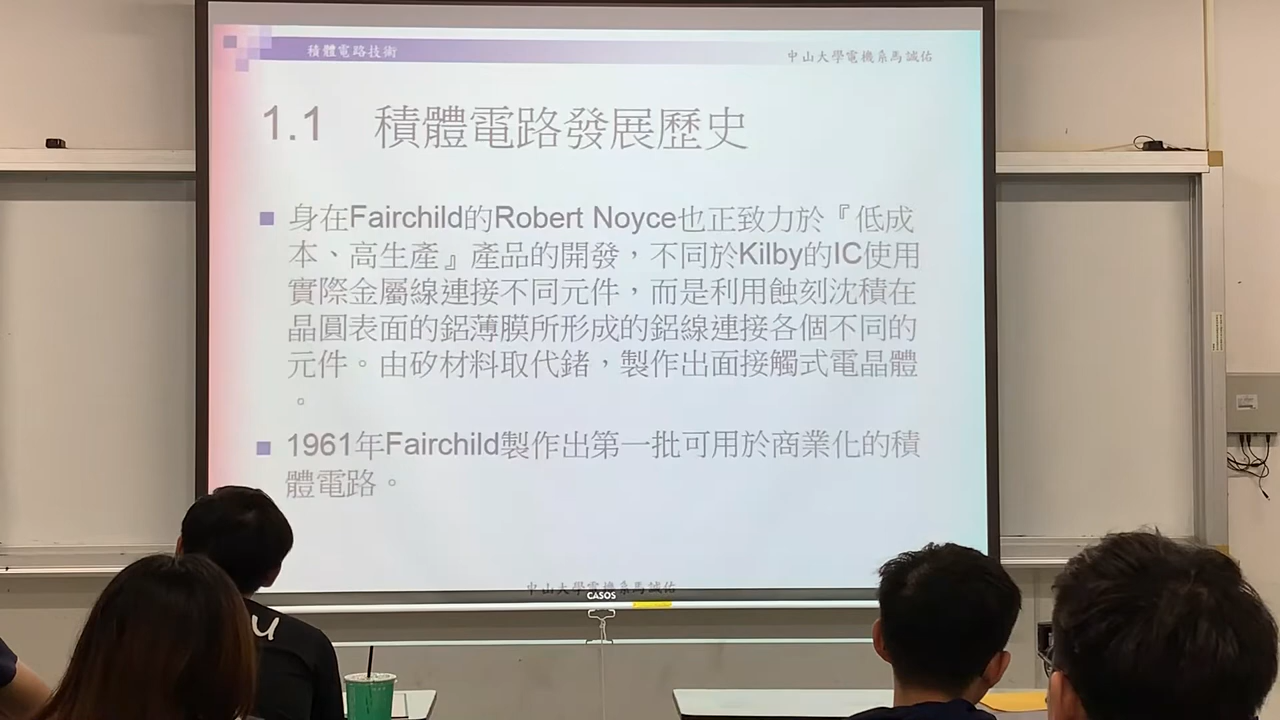 積體電路技術
中山大學電機系馬誠佑
1.1 積體電路發展歷史
身在Fairchild的Robert Noyce也正致力於『低成
本、高生產』產品的開發，不同於Kilby的IC使用
實際金屬線連接不同元件，而是利用蝕刻沈積在
晶圓表面的鋁薄膜所形成的鋁線連接各個不同的
元件。由矽材料取代鍺，製作出面接觸式電晶體
。
1961年Fairchild製作出第一批可用於商業化的積
體電路。
中山大學電機系馬誠佑
CASOS
U